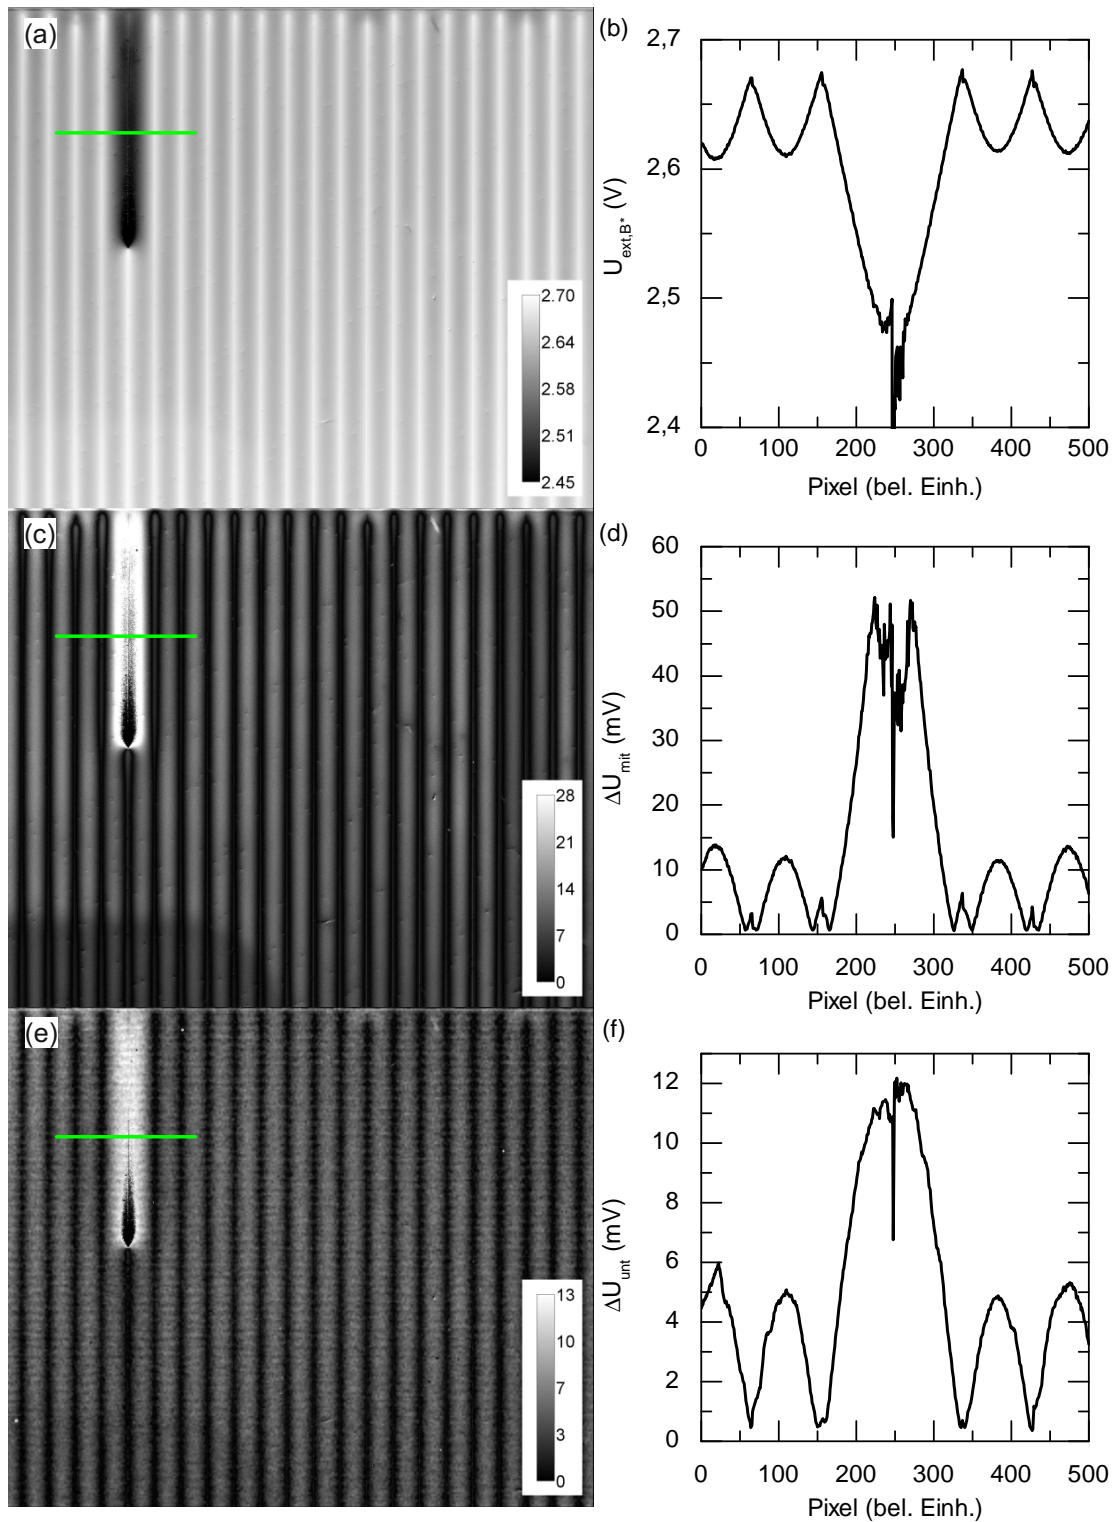 (a)
2.70
2.64
2.58
2.51
2.45
(b)
2,7
2,6
2,5
2,4
U_ext,B* (V)
0 100 200 300 400 500
Pixel (bel. Einh.)
(c)
28
21
14
7
0
(d)
60
50
40
30
20
10
0
ΔU_mit (mV)
0 100 200 300 400 500
Pixel (bel. Einh.)
(e)
13
10
7
3
0
(f)
12
10
8
6
4
2
0
ΔU_unt (mV)
0 100 200 300 400 500
Pixel (bel. Einh.)